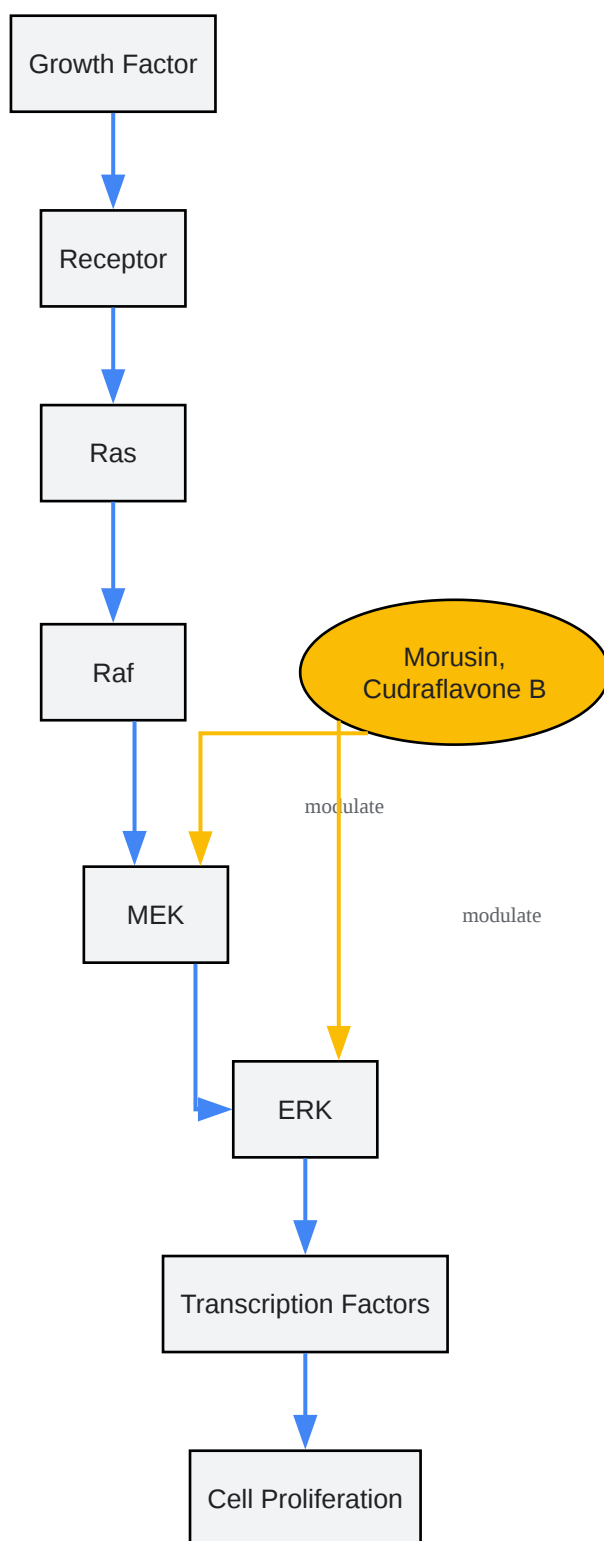 Growth Factor
Receptor
Ras
Raf
Morusin,
Cudraflavone B
modulate
MEK
modulate
ERK
Transcription Factors
Cell Proliferation